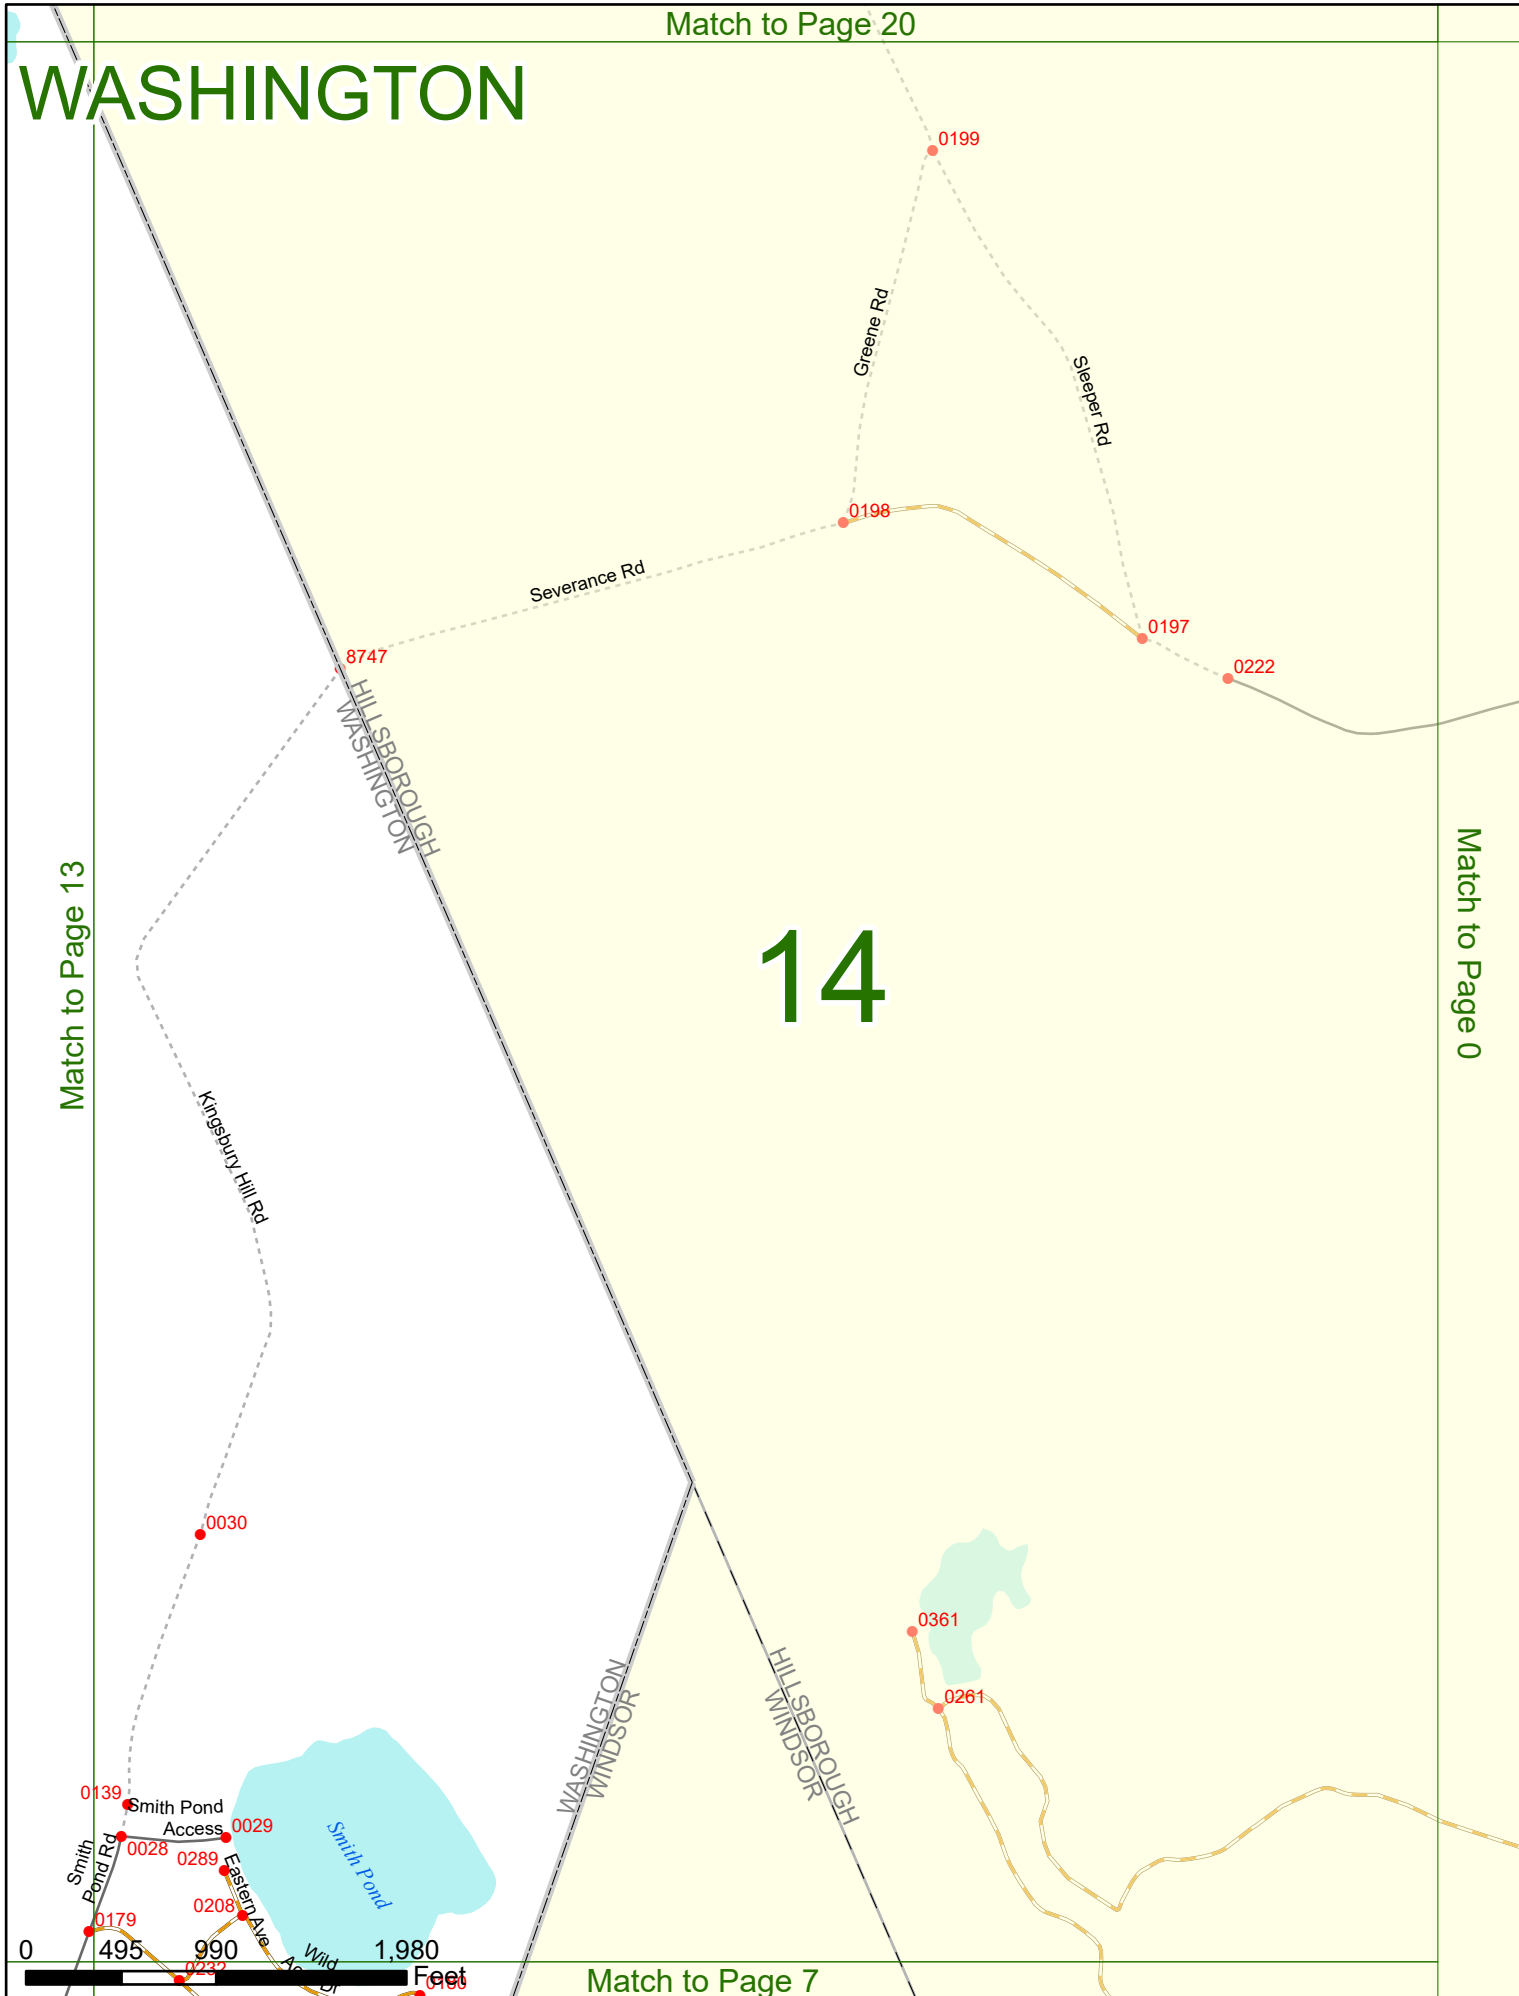 Match to Page 20
WASHINGTON
0199
Greene Rd
Sleeper Rd
0198
Severance Rd
0197
0222
8747
HILLSBOROUGH
WASHINGTON
Match to Page 13
14
Match to Page 0
Kingsbury Hill Rd
0030
0361
0261
WASHINGTON
WINDSOR
HILLSBOROUGH
WINDSOR
0139
Smith Pond
Access
0029
0028
Smith
Pond Rd
0289
Eastern Ave
Smith Pond
0208
0179
Wild
0 495 990 1,980
Feet
0232
0180
Match to Page 7